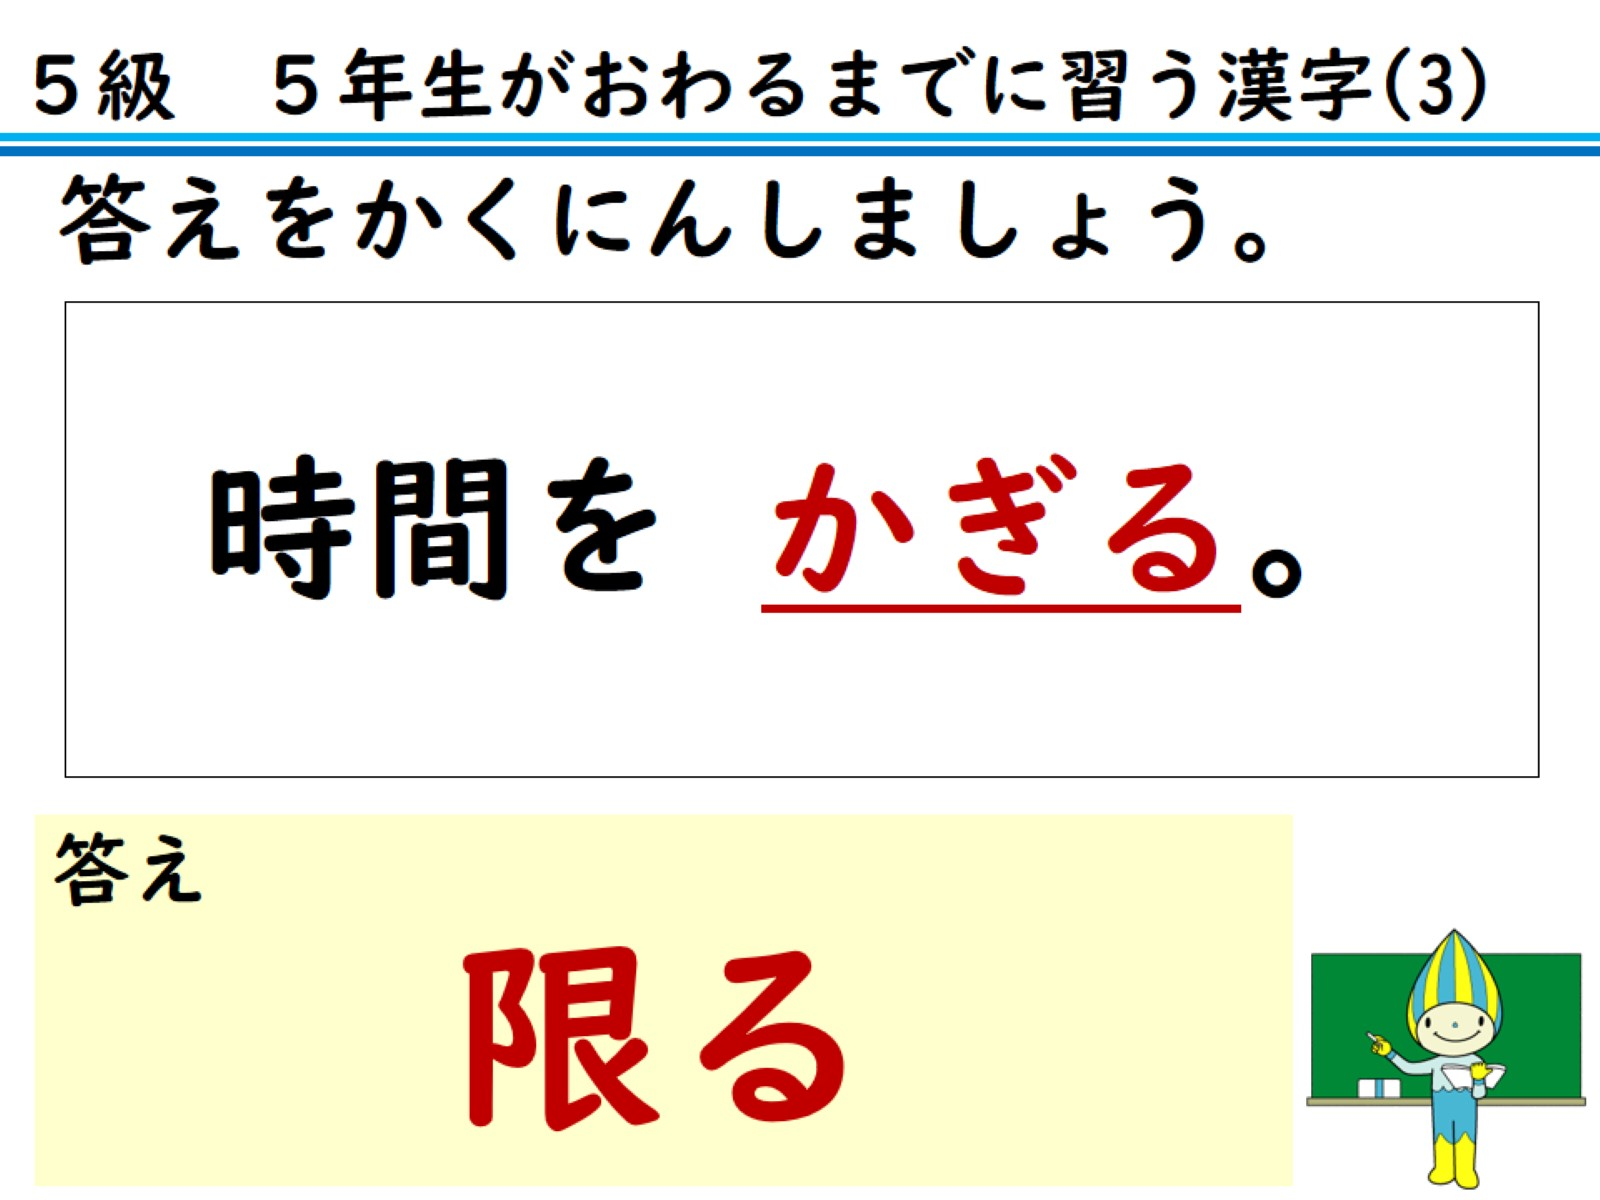 ５級　５年生がおわるまでに習う漢字(3)
答えをかくにんしましょう。
時間を　かぎる。
答え
限る